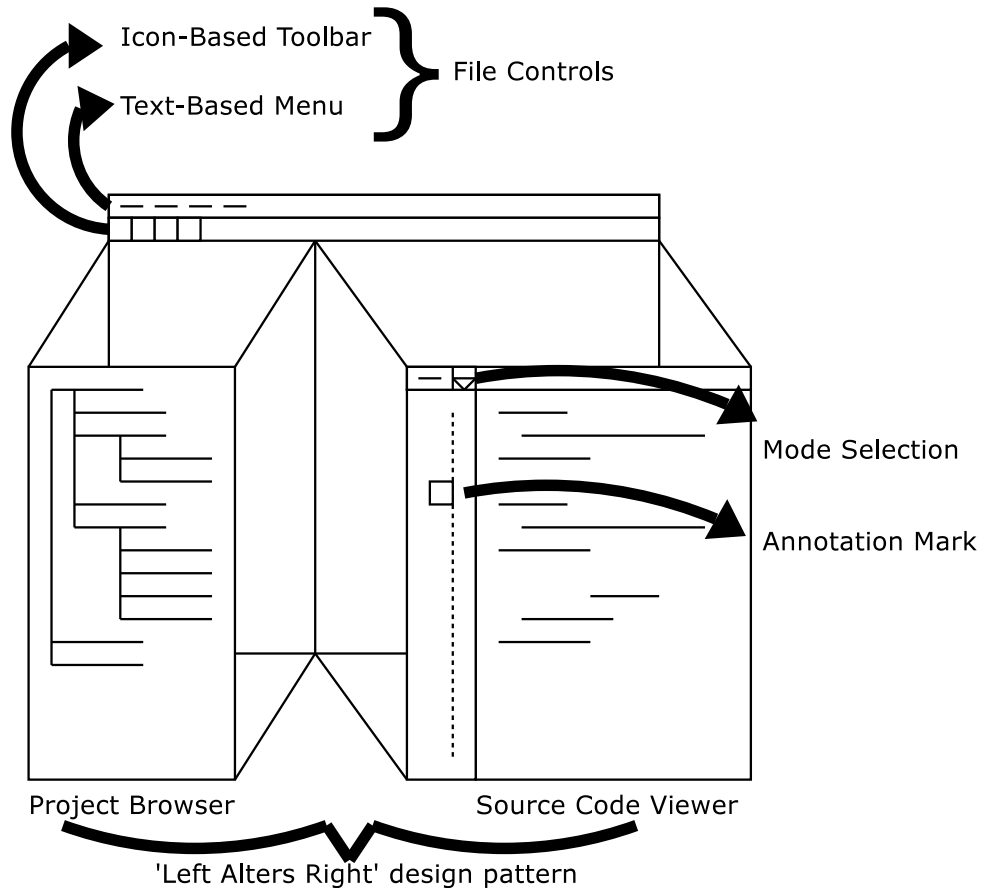 Icon-Based Toolbar
File Controls
Text-Based Menu
Mode Selection
Annotation Mark
Project Browser
Source Code Viewer
'Left Alters Right' design pattern